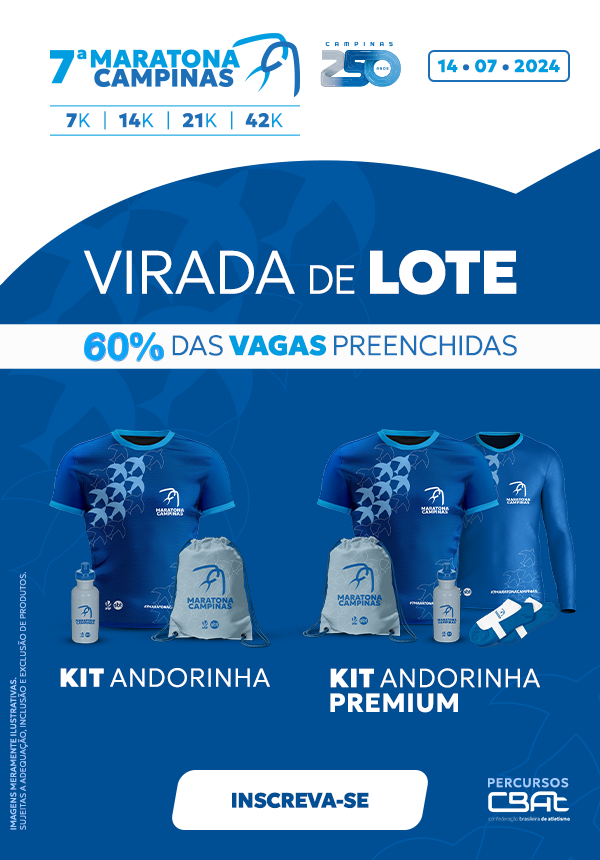 7ª MARATONA
CAMPINAS
CAMPINAS
250
ANOS
14 • 07 • 2024
7K | 14K | 21K | 42K
VIRADA DE LOTE
60% DAS VAGAS PREENCHIDAS
MARATONA
CAMPINAS
MARATONA
CAMPINAS
MARATONA
CAMPINAS
MARATONA
CAMPINAS
MARATONA
CAMPINAS
#7MARATONACAMPINAS
KIT ANDORINHA
KIT ANDORINHA
PREMIUM
IMAGENS MERAMENTE ILUSTRATIVAS.
SUJEITAS A ADEQUAÇÃO, INCLUSÃO E EXCLUSÃO DE PRODUTOS.
INSCREVA-SE
PERCURSOS
CBAt
confederação brasileira de atletismo